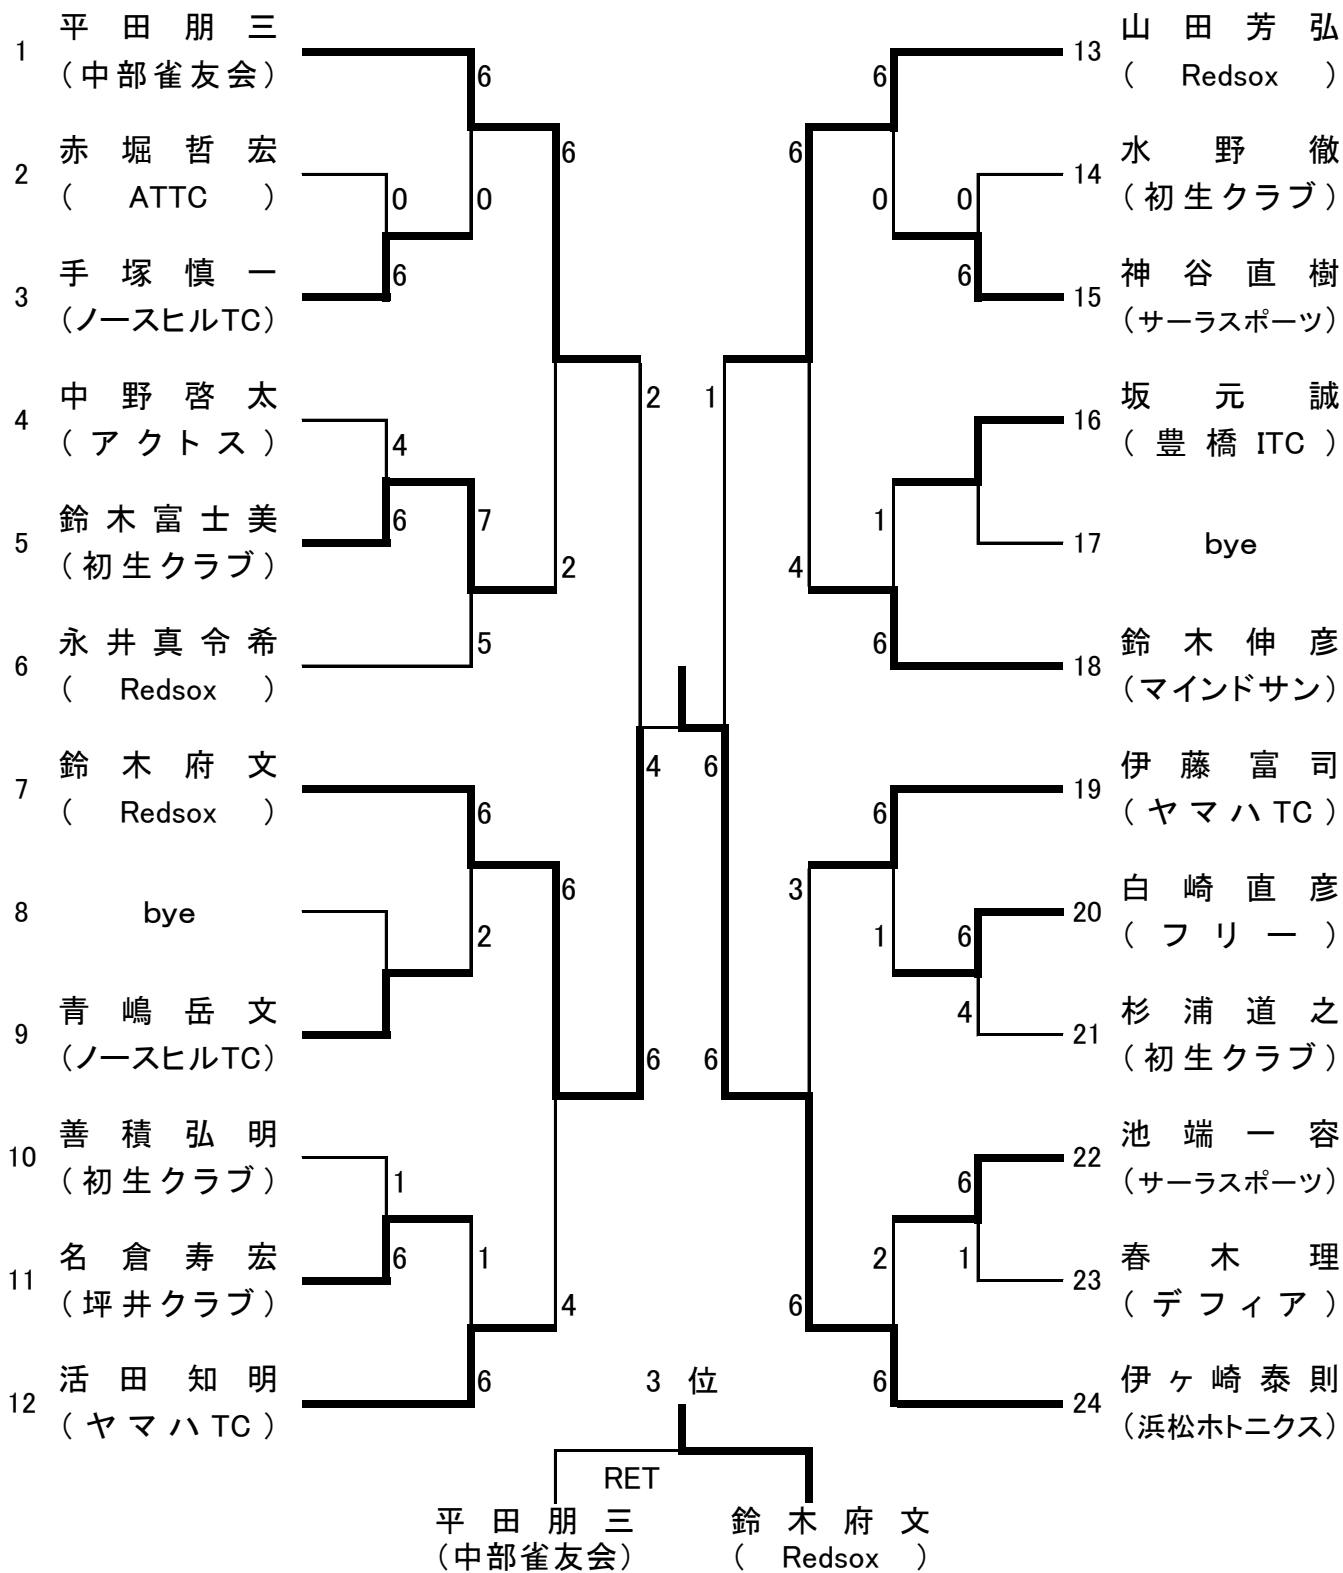 1 平田朋三
(中部雀友会)
6
2 赤堀哲宏
(ATTC)
0
0
3 手塚慎一
(ノースヒルTC)
6
6
4 中野啓太
(アクトス)
4
5 鈴木富士美
(初生クラブ)
6
7
2
6 永井真令希
(Redsox)
5
2
7 鈴木府文
(Redsox)
6
8 bye
2
6
9 青嶋岳文
(ノースヒルTC)
6
10 善積弘明
(初生クラブ)
1
11 名倉寿宏
(坪井クラブ)
6
1
4
12 活田知明
(ヤマハTC)
6
4
6
13 山田芳弘
(Redsox)
6
14 水野徹
(初生クラブ)
0
0
15 神谷直樹
(サーラスポーツ)
6
6
16 坂元誠
(豊橋ITC)
1
17 bye
1
4
18 鈴木伸彦
(マインドサン)
6
19 伊藤富司
(ヤマハTC)
6
20 白崎直彦
(フリー)
6
1
3
21 杉浦道之
(初生クラブ)
4
6
22 池端一容
(サーラスポーツ)
6
23 春木理
(デフィア)
1
2
6
24 伊ヶ崎泰則
(浜松ホトニクス)
6
3位
RET
平田朋三
(中部雀友会)
鈴木府文
(Redsox)